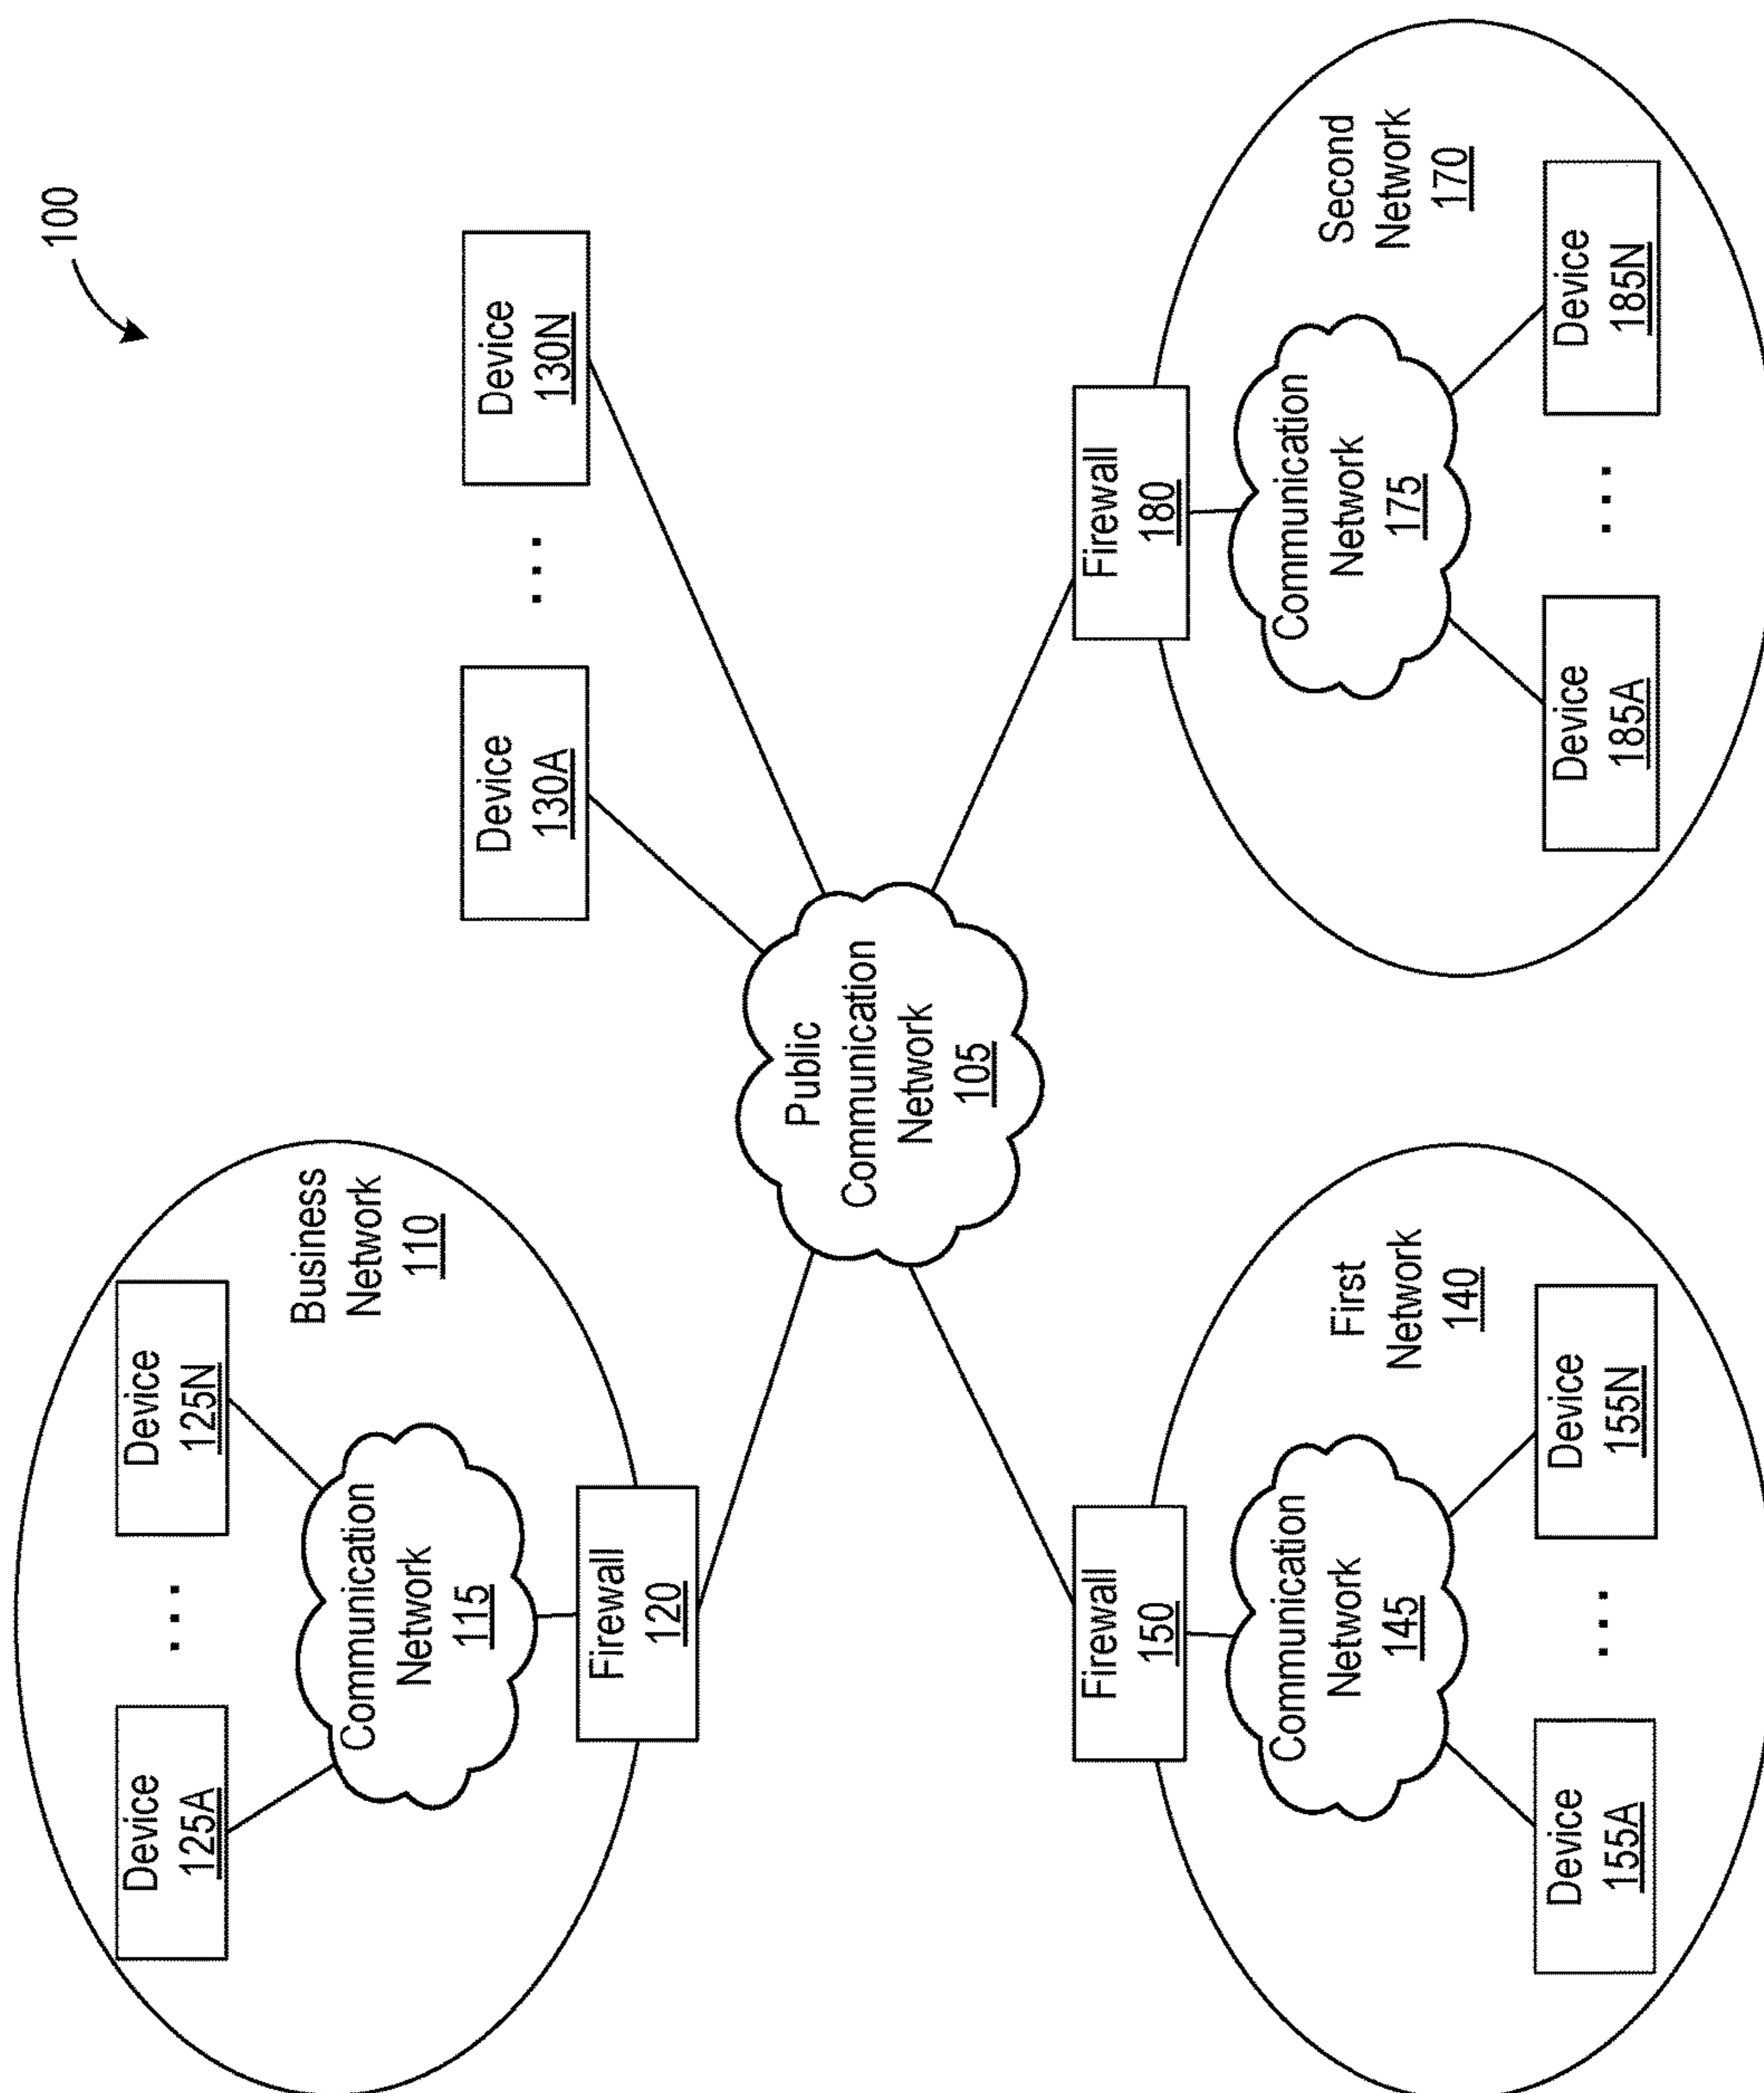 100
Device
125A
. . .
Device
125N
Business
Network
110
Communication
Network
115
Firewall
120
Device
130A
. . .
Device
130N
Public
Communication
Network
105
Firewall
150
Communication
Network
145
First
Network
140
Device
155A
. . .
Device
155N
Firewall
180
Communication
Network
175
Second
Network
170
Device
185A
. . .
Device
185N